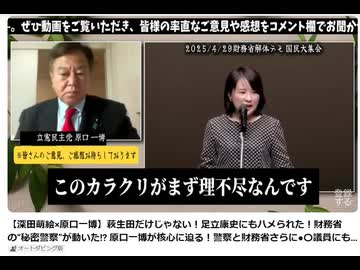 ぜひ動画をご覧いただき、皆様の率直なご意見や感想をコメント欄でお聞か
2025/4/29財務省解体デモ 国民大集会
立憲民主党 原口一博
※皆さんのご意見、ご感想お待ちしております
このカラクリがまず理不尽なんです
登録する
【深田萌絵×原口一博】萩生田だけじゃない！足立康史にもハメられた！財務省
の“秘密警察”が動いた!? 原口一博が核心に迫る！警察と財務省さらに●〇議員にも...
オートダビング版